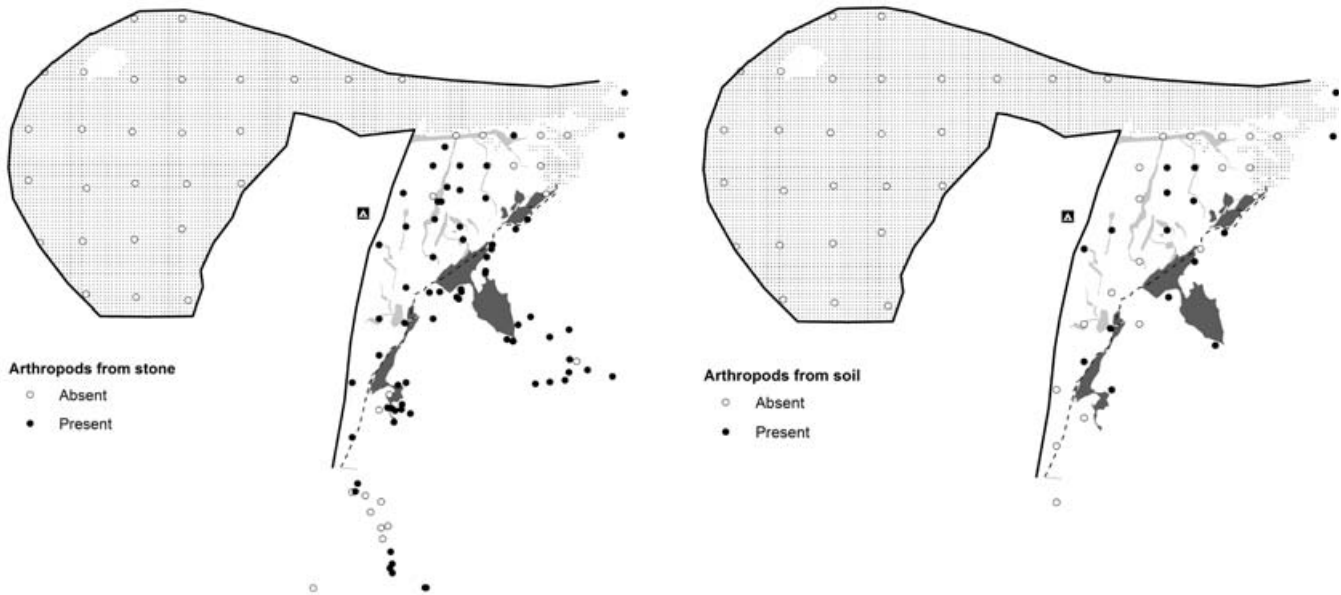 Arthropods from stone
Absent
Present
Arthropods from soil
Absent
Present